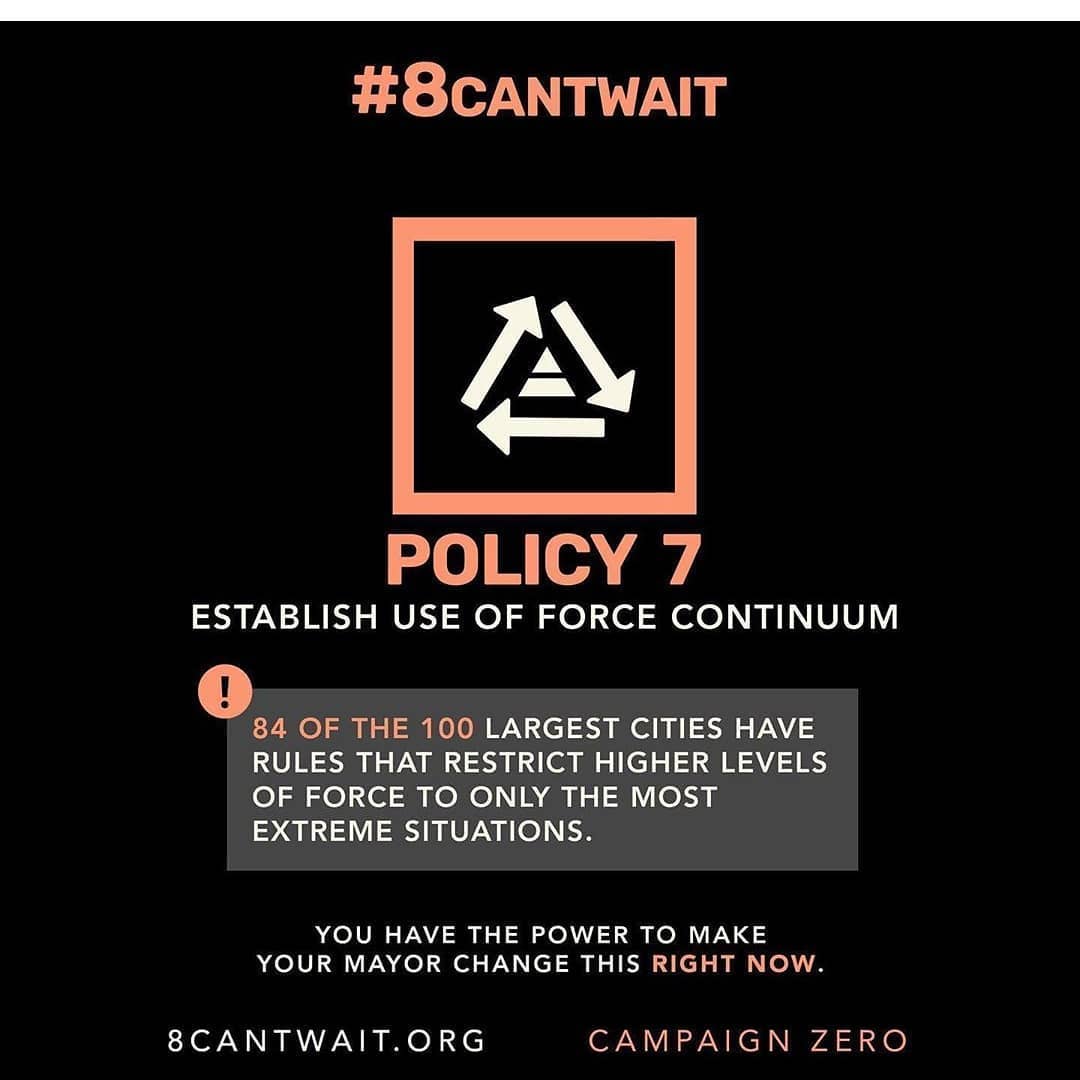 #8CANTWAIT
POLICY 7
ESTABLISH USE OF FORCE CONTINUUM
!
84 OF THE 100 LARGEST CITIES HAVE
RULES THAT RESTRICT HIGHER LEVELS
OF FORCE TO ONLY THE MOST
EXTREME SITUATIONS.
YOU HAVE THE POWER TO MAKE
YOUR MAYOR CHANGE THIS RIGHT NOW.
8CANTWAIT.ORG CAMPAIGN ZERO